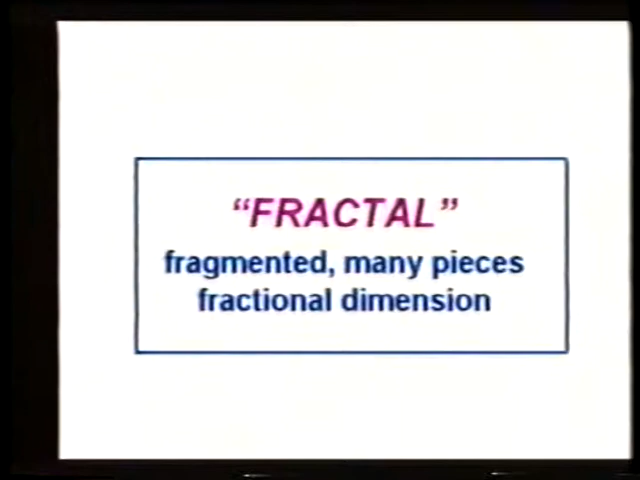 “FRACTAL”
fragmented, many pieces
fractional dimension